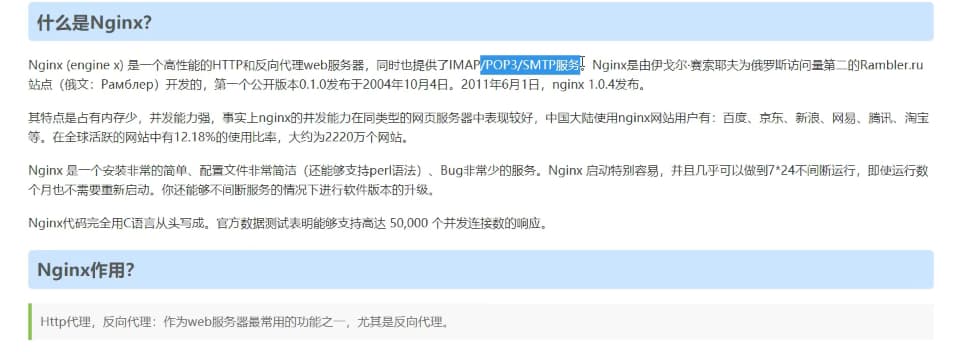 什么是Nginx?
Nginx (engine x) 是一个高性能的HTTP和反向代理web服务器，同时也提供了IMAP/POP3/SMTP服务。Nginx是由伊戈尔·赛索耶夫为俄罗斯访问量第二的Rambler.ru
站点（俄文：Рамблер）开发的，第一个公开版本0.1.0发布于2004年10月4日。2011年6月1日，nginx 1.0.4发布。
其特点是占有内存少，并发能力强，事实上nginx的并发能力在同类型的网页服务器中表现较好，中国大陆使用nginx网站用户有：百度、京东、新浪、网易、腾讯、淘宝
等。在全球活跃的网站中有12.18%的使用比率，大约为2220万个网站。
Nginx 是一个安装非常的简单、配置文件非常简洁（还能够支持perl语法）、Bug非常少的服务。Nginx 启动特别容易，并且几乎可以做到7*24不间断运行，即使运行数
个月也不需要重新启动。你还能够不间断服务的情况下进行软件版本的升级。
Nginx代码完全用C语言从头写成。官方数据测试表明能够支持高达 50,000 个并发连接数的响应。
Nginx作用?
Http代理，反向代理：作为web服务器最常用的功能之一，尤其是反向代理。